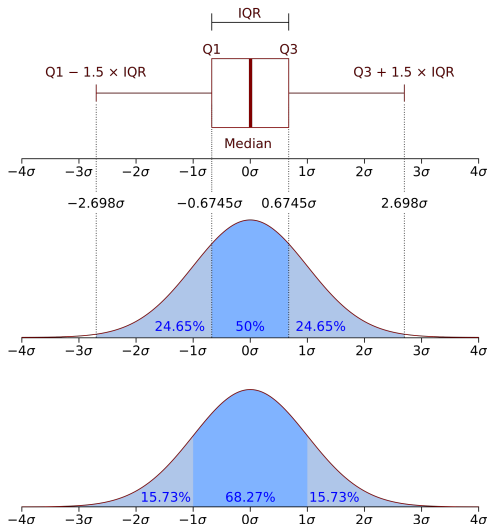 IQR
Q1 Q3
Q1 − 1.5 × IQR Q3 + 1.5 × IQR
Median
−4σ −3σ −2σ −1σ 0σ 1σ 2σ 3σ 4σ
−2.698σ −0.6745σ 0.6745σ 2.698σ
24.65% 50% 24.65%
−4σ −3σ −2σ −1σ 0σ 1σ 2σ 3σ 4σ
15.73% 68.27% 15.73%
−4σ −3σ −2σ −1σ 0σ 1σ 2σ 3σ 4σ